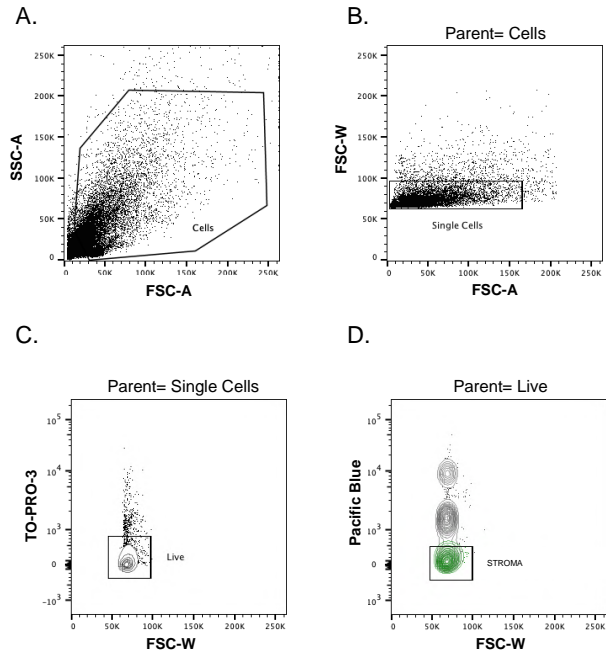 A.
250K
200K
150K
100K
50K
0
SSC-A
Cells
0 50K 100K 150K 200K 250K
FSC-A
B.
Parent= Cells
250K
200K
150K
100K
50K
0
FSC-W
Single Cells
0 50K 100K 150K 200K 250K
FSC-A
C.
Parent= Single Cells
10⁵
10⁴
10³
0
-10³
TO-PRO-3
Live
0 50K 100K 150K 200K 250K
FSC-W
D.
Parent= Live
10⁵
10⁴
10³
0
10³
Pacific Blue
STROMA
0 50K 100K 150K 200K 250K
FSC-W